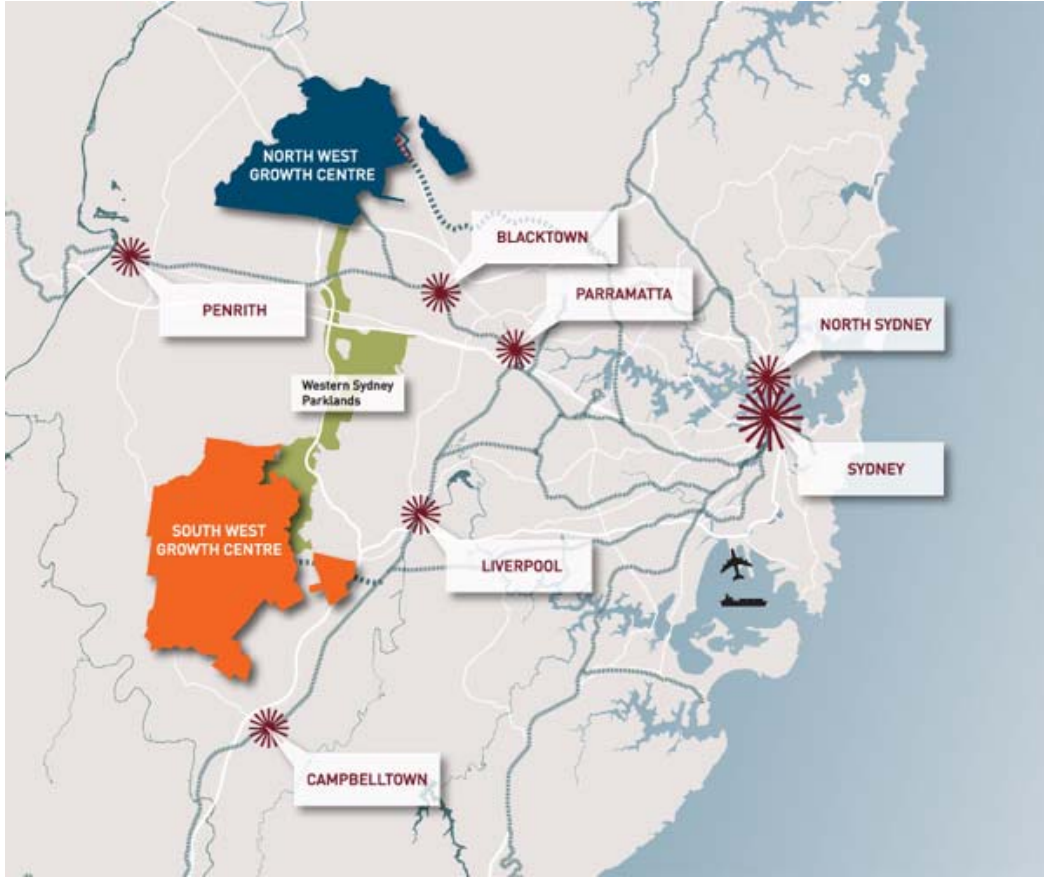 NORTH WEST
GROWTH CENTRE
BLACKTOWN
PARRAMATTA
PENRITH
NORTH SYDNEY
Western Sydney
Parklands
SYDNEY
SOUTH WEST
GROWTH CENTRE
LIVERPOOL
CAMPBELLTOWN